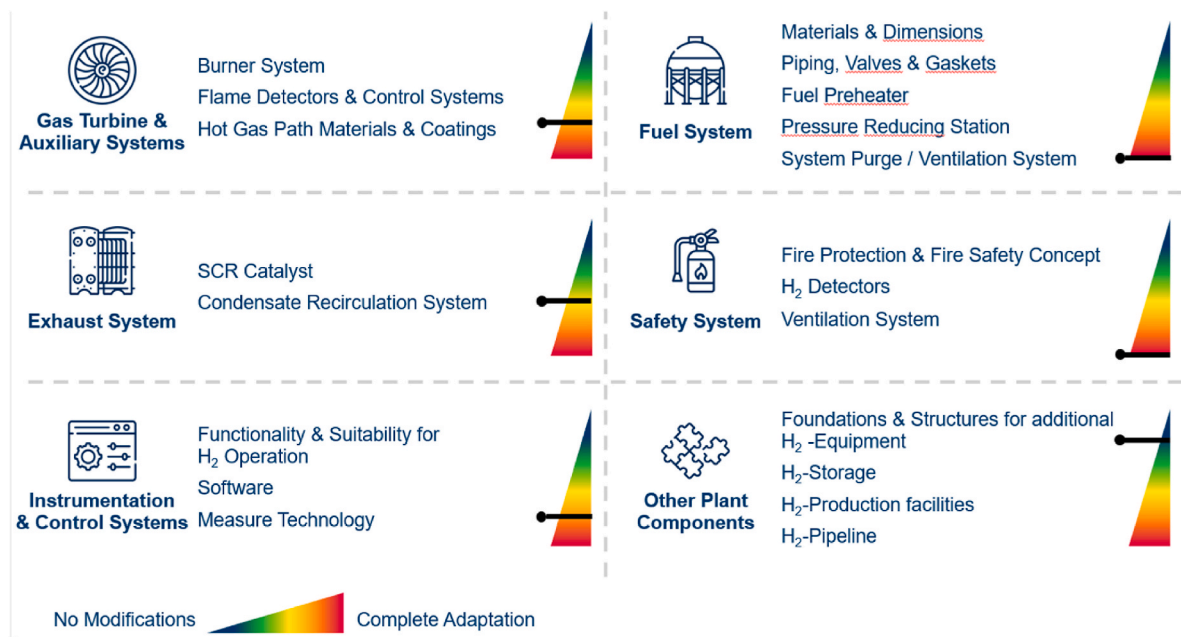 Gas Turbine &
Auxiliary Systems
Burner System
Flame Detectors & Control Systems
Hot Gas Path Materials & Coatings
Fuel System
Materials & Dimensions
Piping, Valves & Gaskets
Fuel Preheater
Pressure Reducing Station
System Purge / Ventilation System
Exhaust System
SCR Catalyst
Condensate Recirculation System
Safety System
Fire Protection & Fire Safety Concept
H₂ Detectors
Ventilation System
Instrumentation
& Control Systems
Functionality & Suitability for
H₂ Operation
Software
Measure Technology
Other Plant
Components
Foundations & Structures for additional
H₂ -Equipment
H₂-Storage
H₂-Production facilities
H₂-Pipeline
No Modifications
Complete Adaptation